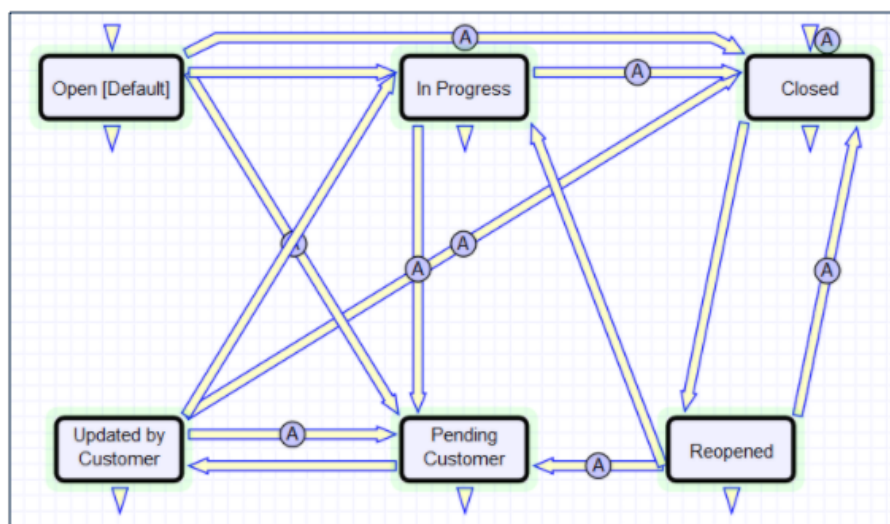 A
A
Open [Default]
In Progress
A
Closed
A
A
A
A
Updated by
Customer
A
Pending
Customer
A
Reopened